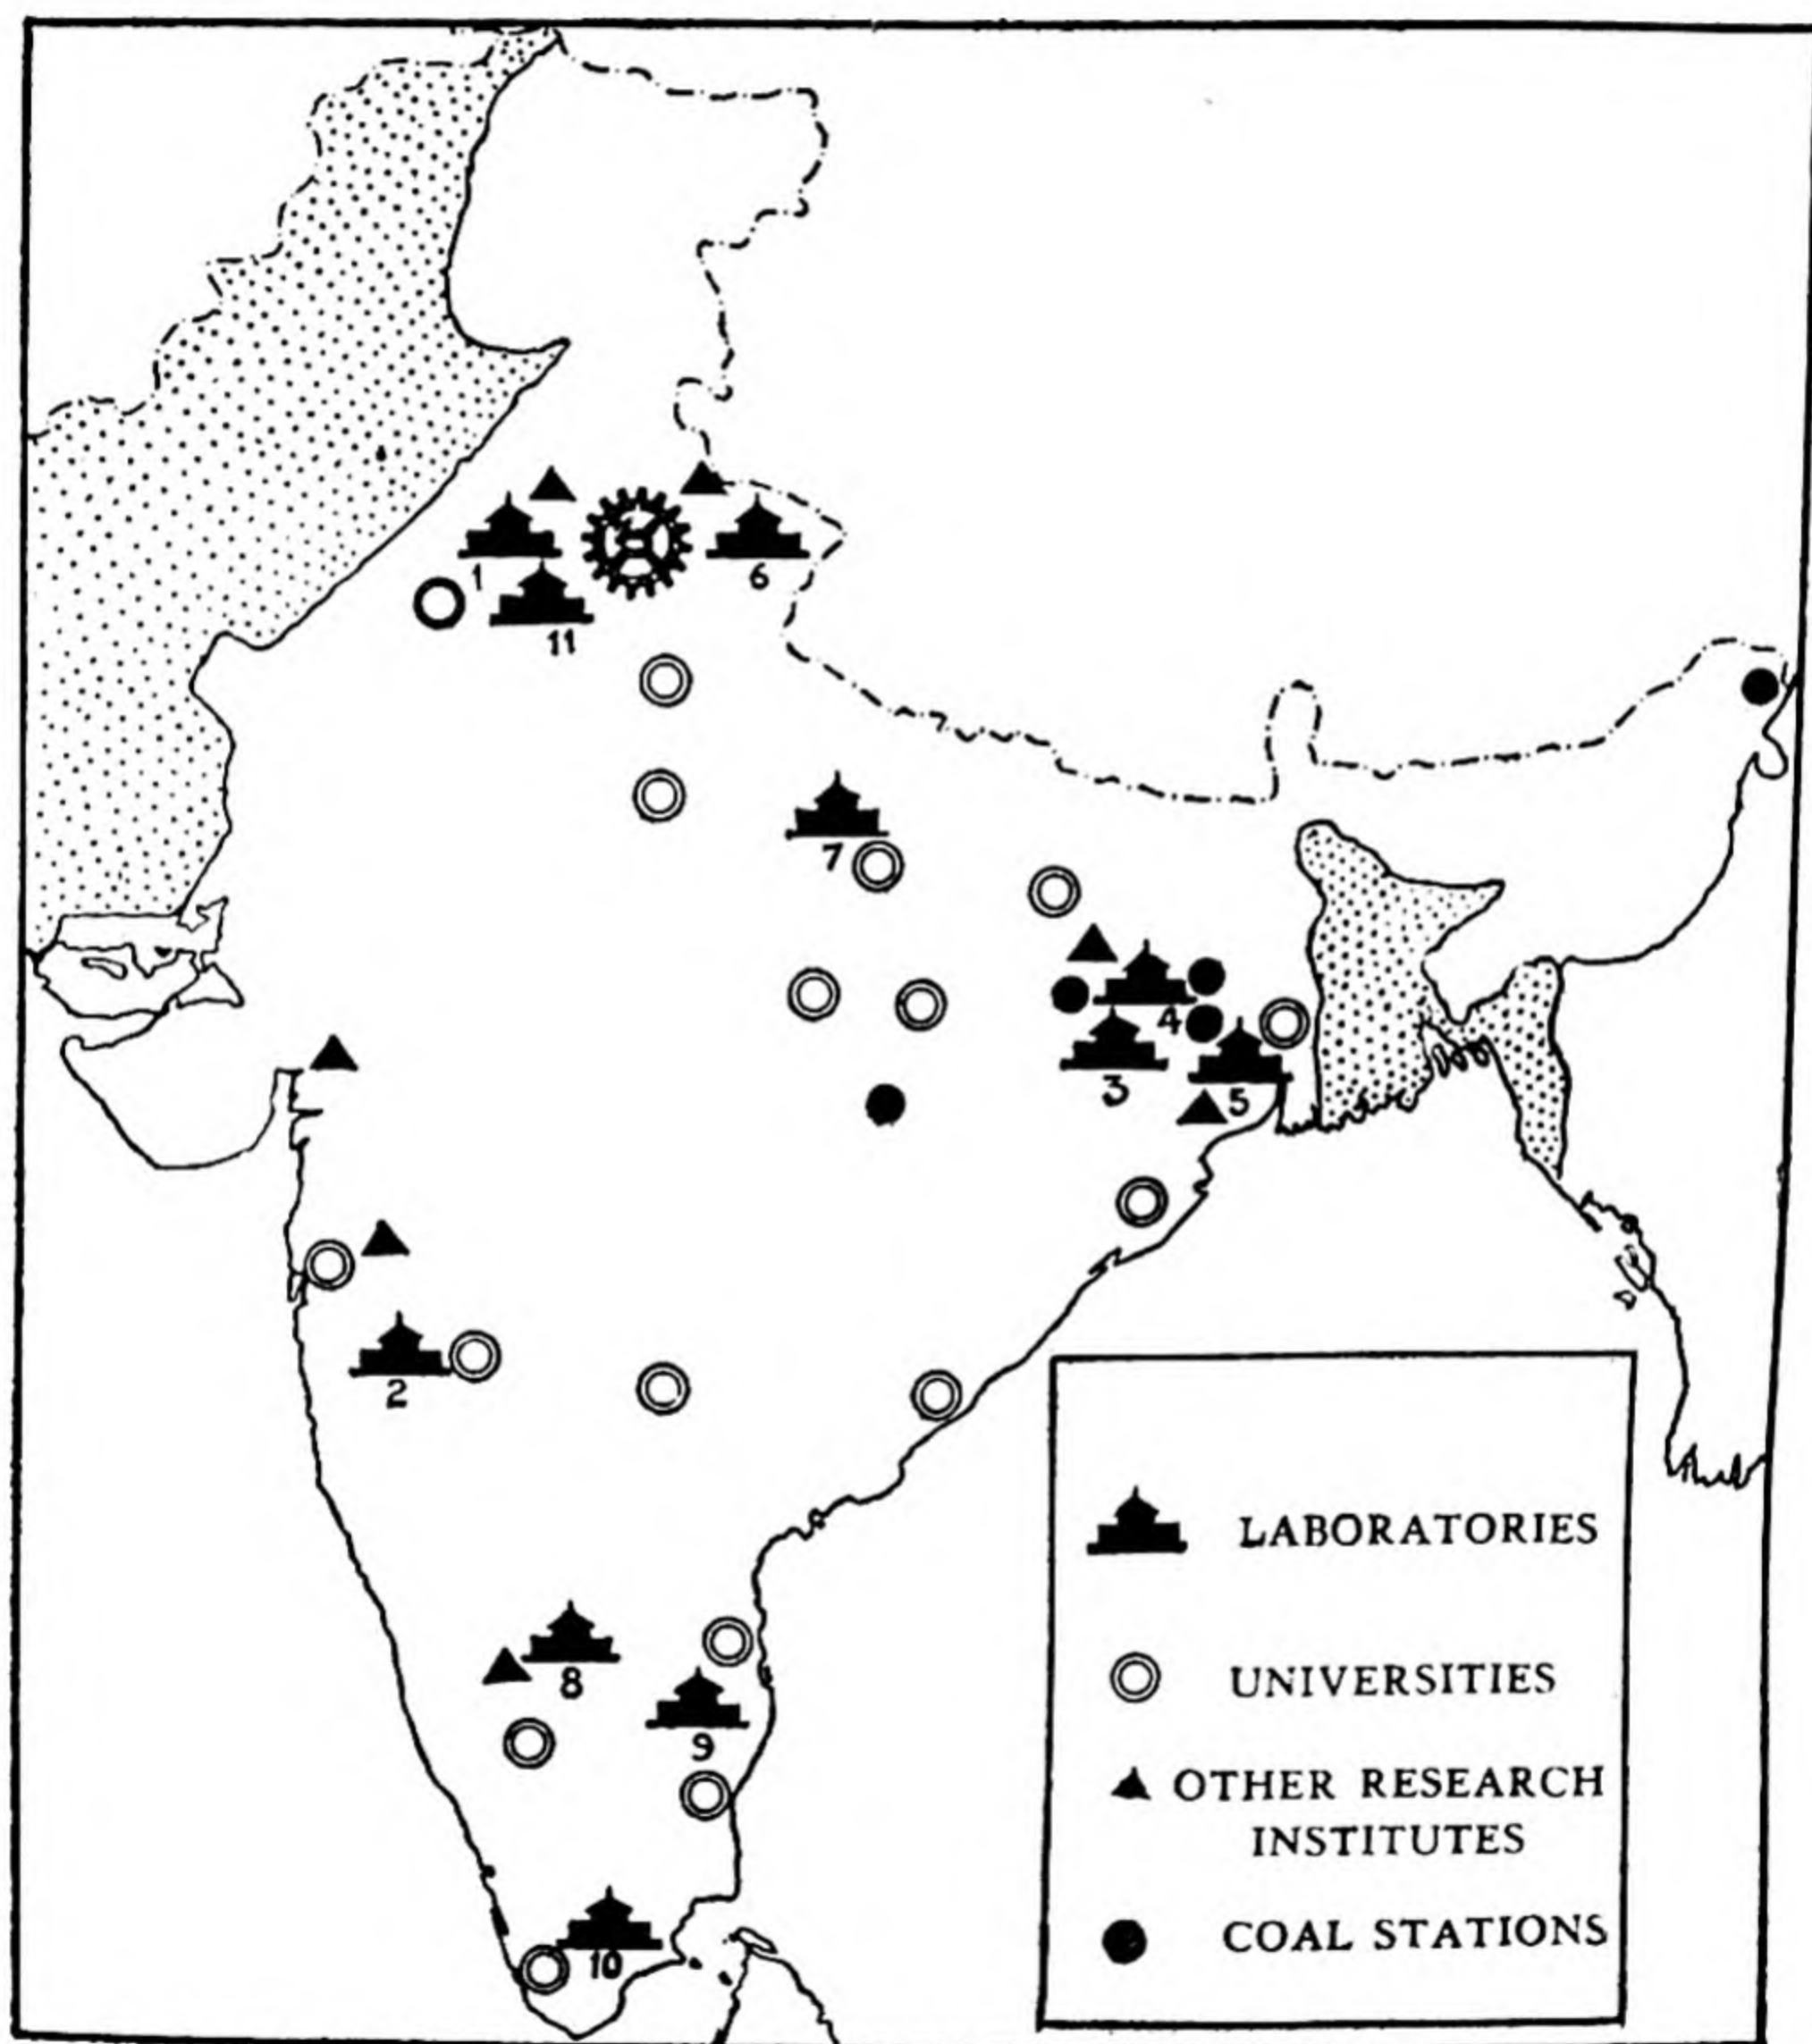 1
6
11
7
4
3
5
2
8
9
10
LABORATORIES
UNIVERSITIES
OTHER RESEARCH
INSTITUTES
COAL STATIONS